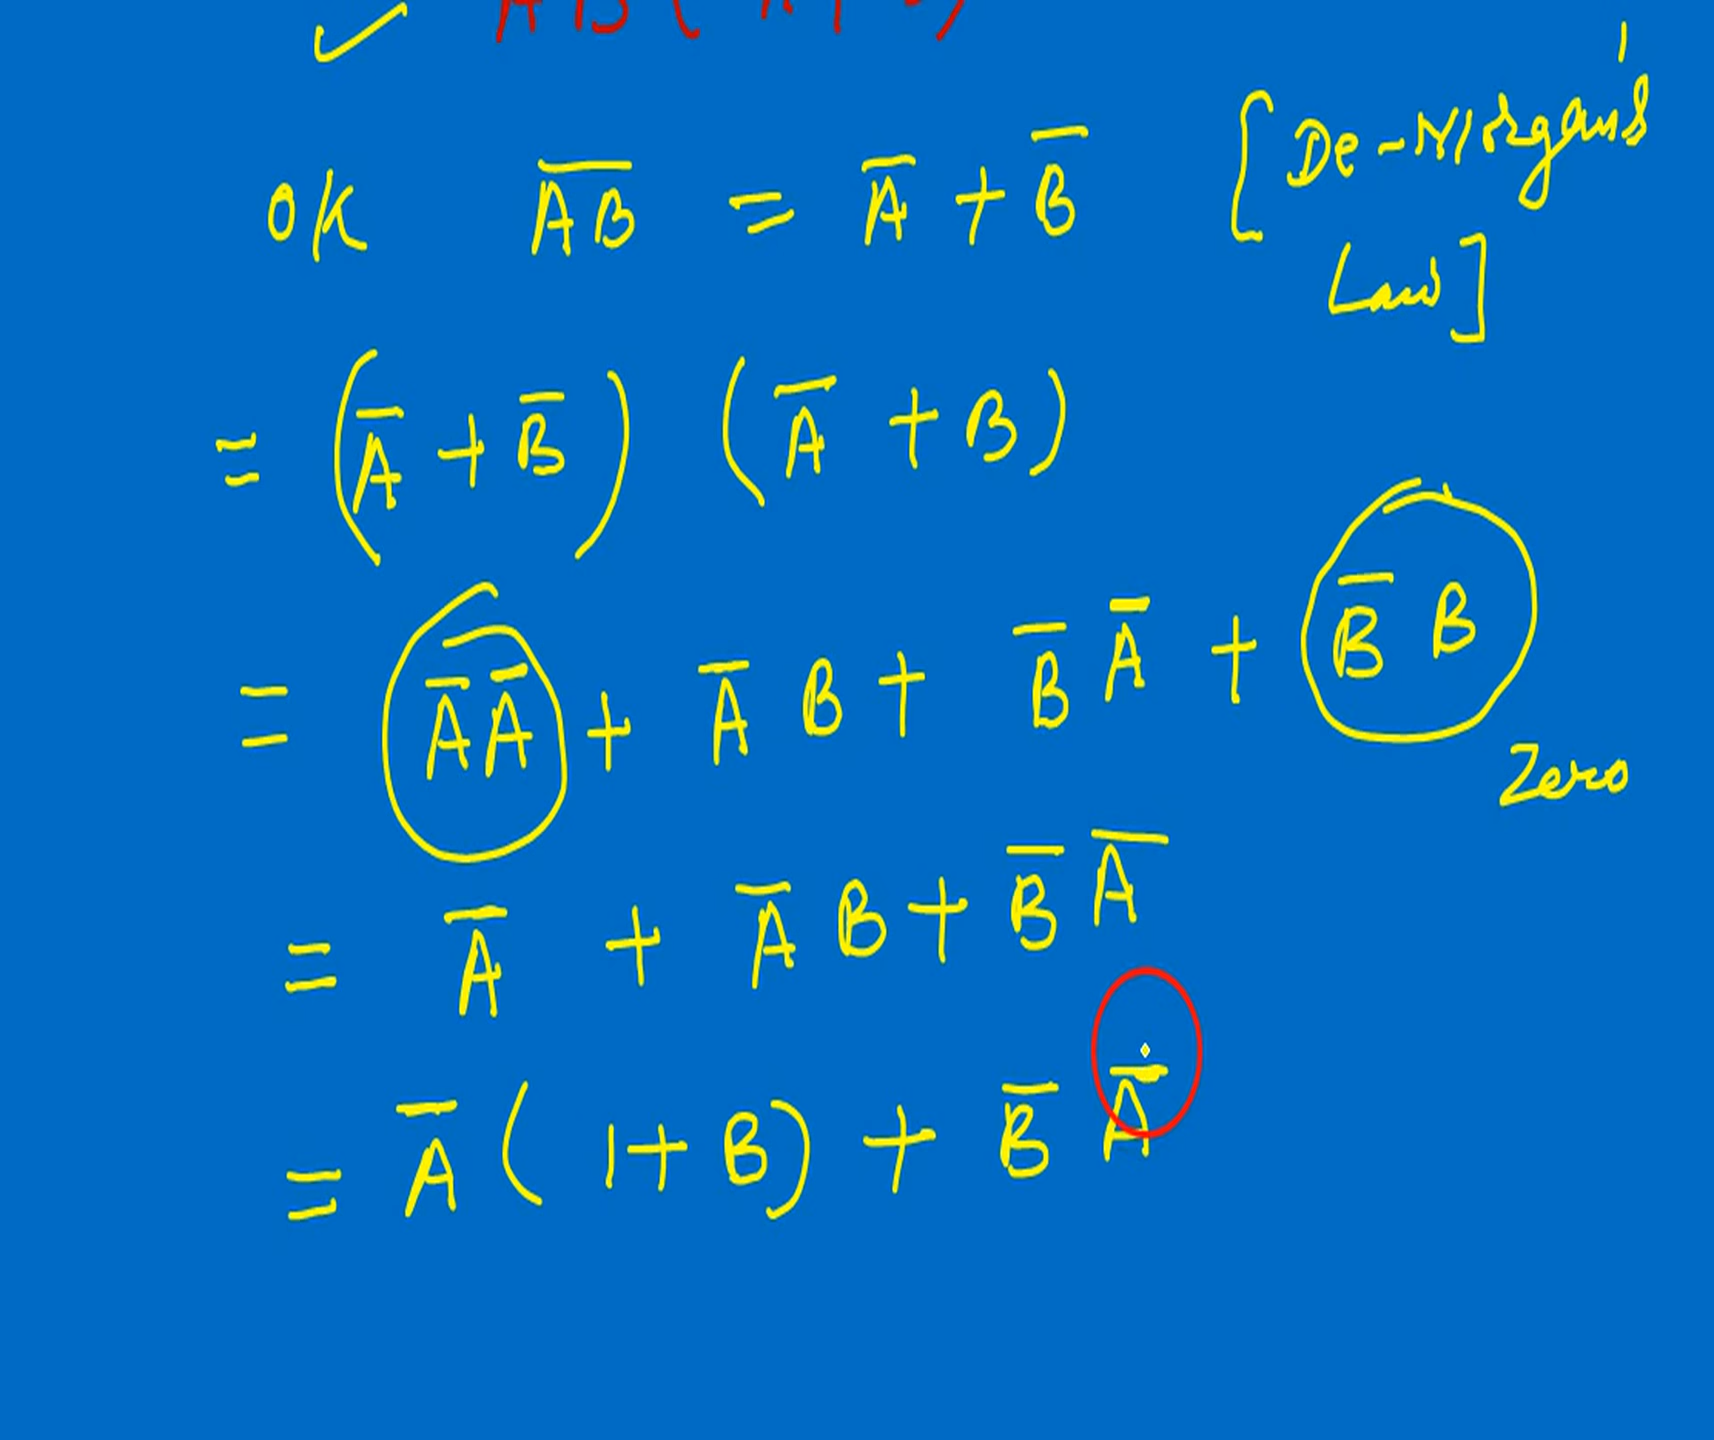 OK A̅B̅ = A̅ + B̅ [De-Morgan's
Law]
= (A̅ + B̅) (A̅ + B)
= A̅ A̅ + A̅ B + B̅ A̅ + B̅ B
Zero
= A̅ + A̅ B + B̅ A̅
= A̅ ( 1 + B) + B̅ A̅